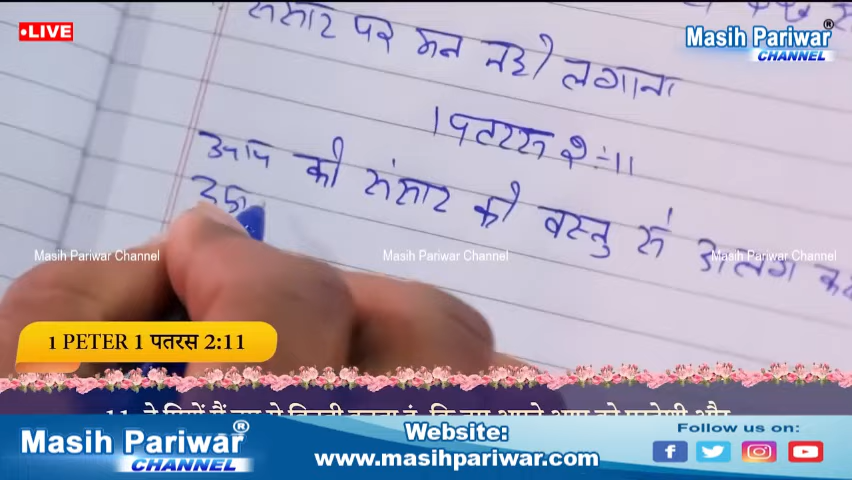 LIVE
Masih Pariwar®
CHANNEL
संसार पर मन नही लगाना
1 पतरस २:-11
आप को संसार की वस्तु से अलग
Masih Pariwar Channel
Masih Pariwar Channel
Masih Pariwar Channel
1 PETER 1 पतरस 2:11
Masih Pariwar®
CHANNEL
Website:
www.masihpariwar.com
Follow us on: